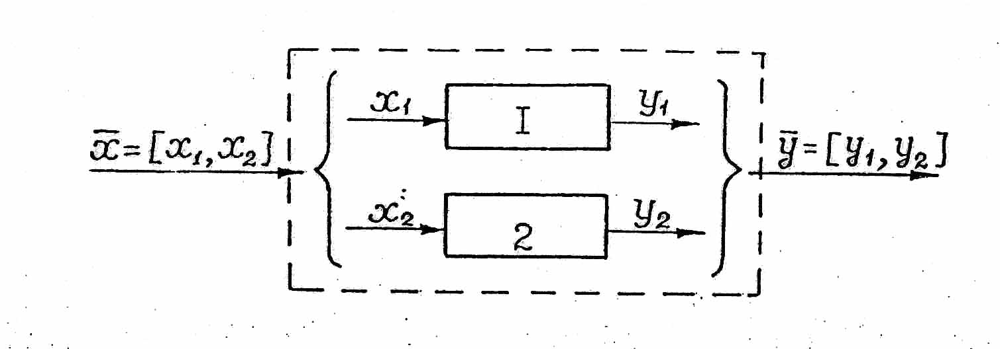 x₁ I y₁
x̄ = [x₁, x₂] ȳ = [y₁, y₂]
x₂ 2 y₂